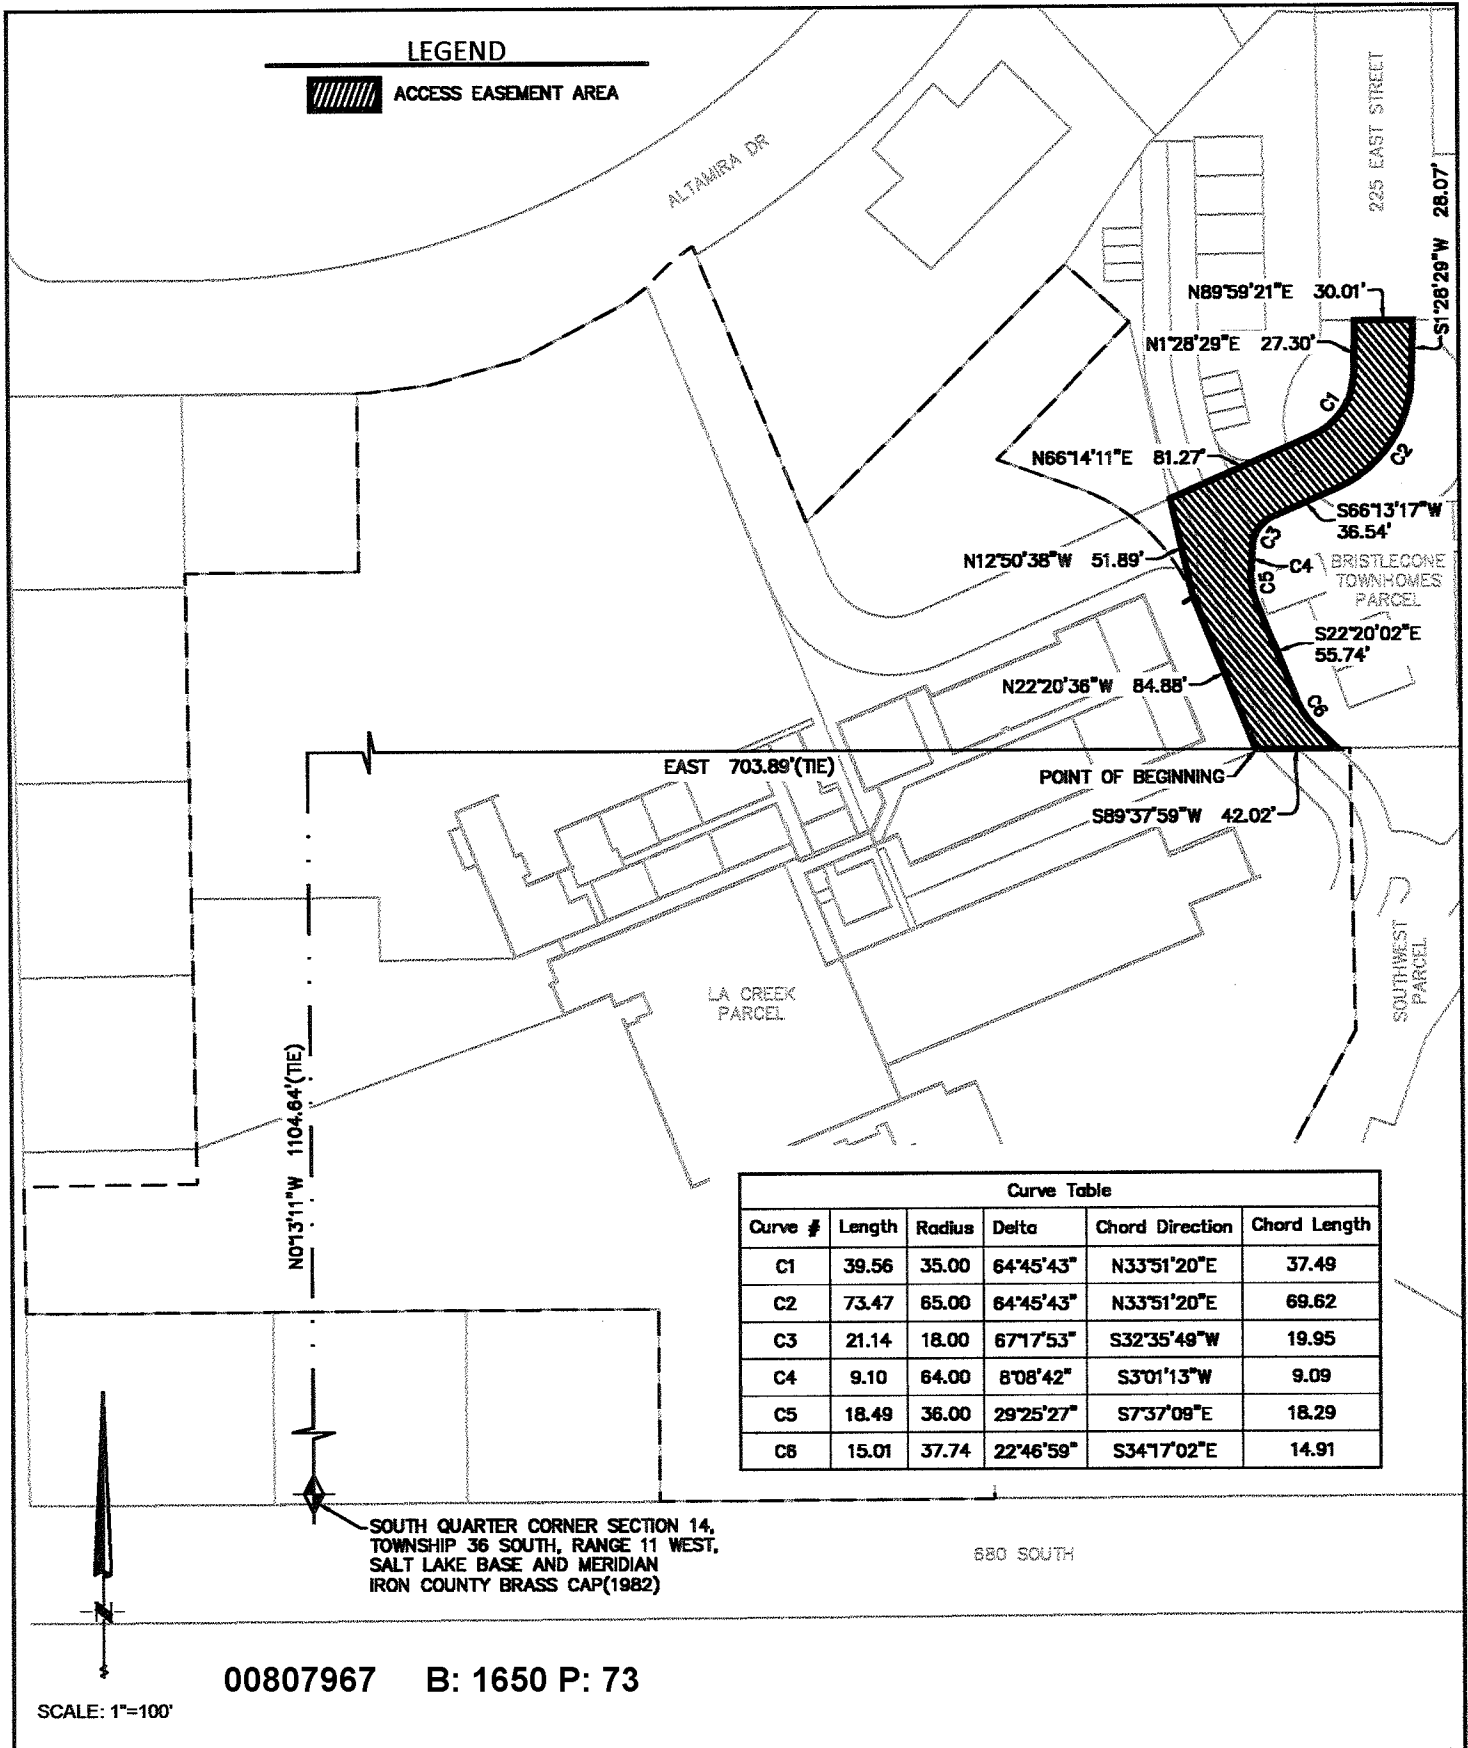 LEGEND
ACCESS EASEMENT AREA
ALTAMIRA DR
225 EAST STREET
S1°28'29"W 28.07'
N89°59'21"E 30.01'
N1°28'29"E 27.30'
C1
C2
N66°14'11"E 81.27'
S66°13'17"W
36.54'
C3
N12°50'38"W 51.89'
C4
C5
BRISTLECONE
TOWNHOMES
PARCEL
S22°20'02"E
55.74'
N22°20'36"W 84.88'
C6
EAST 703.89'(TIE)
POINT OF BEGINNING
S89°37'59"W 42.02'
SOUTHWEST
PARCEL
LA CREEK
PARCEL
N0°13'11"W 1104.64'(TIE)
Curve Table
Curve # Length Radius Delta Chord Direction Chord Length
C1 39.56 35.00 64°45'43" N33°51'20"E 37.49
C2 73.47 65.00 64°45'43" N33°51'20"E 69.62
C3 21.14 18.00 67°17'53" S32°35'49"W 19.95
C4 9.10 64.00 8°08'42" S3°01'13"W 9.09
C5 18.49 36.00 29°25'27" S7°37'09"E 18.29
C6 15.01 37.74 22°46'59" S34°17'02"E 14.91
SOUTH QUARTER CORNER SECTION 14,
TOWNSHIP 36 SOUTH, RANGE 11 WEST,
SALT LAKE BASE AND MERIDIAN
IRON COUNTY BRASS CAP(1982)
680 SOUTH
N
00807967 B: 1650 P: 73
SCALE: 1"=100'